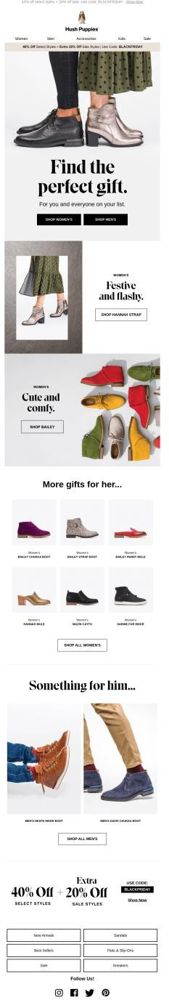 40% off select styles + 20% off sale. Use code: BLACKFRIDAY - Shop Now
Hush Puppies
Women Men Accessories Kids Sale
40% Off Select Styles + Extra 20% Off Sale Styles | Use Code: BLACKFRIDAY
Find the
perfect gift.
For you and everyone on your list.
SHOP WOMEN'S SHOP MEN'S
WOMEN'S
Festive
and flashy.
SHOP HANNAH STRAP
WOMEN'S
Cute and
comfy.
SHOP BAILEY
More gifts for her...
Women's Women's Women's
BAILEY CHUKKA BOOT BAILEY STRAP BOOT BAILEY PENNY MULE
Women's Women's Women's
HANNAH MULE MAZIN CAYTO SABINE FUR HIKER
SHOP ALL WOMEN'S
Something for him...
MEN'S HEATH HIKER BOOT MEN'S DAVIS CHUKKA BOOT
SHOP ALL MEN'S
40% Off + Extra 20% Off
SELECT STYLES SALE STYLES
USE CODE:
BLACKFRIDAY
Shop Now
New Arrivals Sandals
Best Sellers Flats & Slip-Ons
Sale Sneakers
Follow Us!